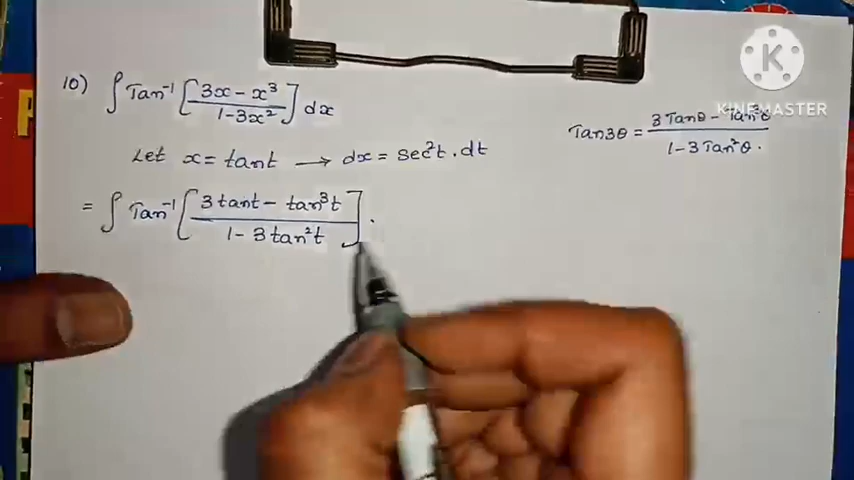 10) ∫ Tan⁻¹ [ (3x - x³) / (1-3x²) ] dx
Let x = tant → dx = sec²t . dt
= ∫ Tan⁻¹ [ (3tant - tan³t) / (1- 3tan²t) ] .
Tan3θ = (3Tanθ - Tan³θ) / (1- 3Tan²θ) .
K
KINEMASTER